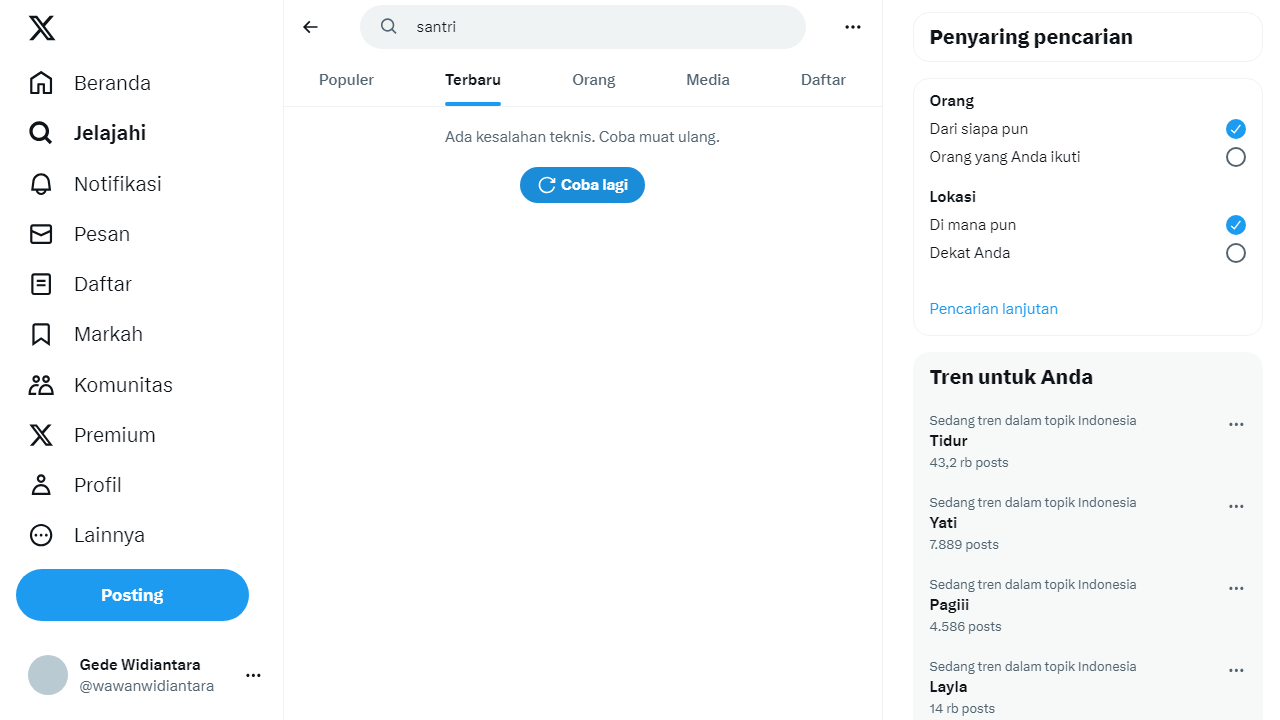 Beranda
Jelajahi
Notifikasi
Pesan
Daftar
Markah
Komunitas
Premium
Profil
Lainnya
Posting
Gede Widiantara
@wawanwidiantara
santri
Populer Terbaru Orang Media Daftar
Ada kesalahan teknis. Coba muat ulang.
Coba lagi
Penyaring pencarian
Orang
Dari siapa pun
Orang yang Anda ikuti
Lokasi
Di mana pun
Dekat Anda
Pencarian lanjutan
Tren untuk Anda
Sedang tren dalam topik Indonesia
Tidur
43,2 rb posts
Sedang tren dalam topik Indonesia
Yati
7.889 posts
Sedang tren dalam topik Indonesia
Pagiii
4.586 posts
Sedang tren dalam topik Indonesia
Layla
14 rb posts